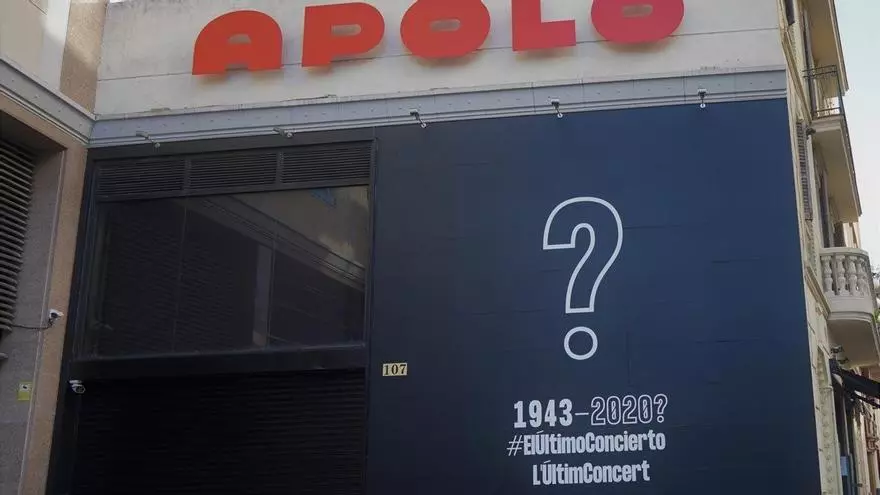 APOLO
?
107
1943-2020?
#ElÚltimoConcierto
L'ÚltimConcert